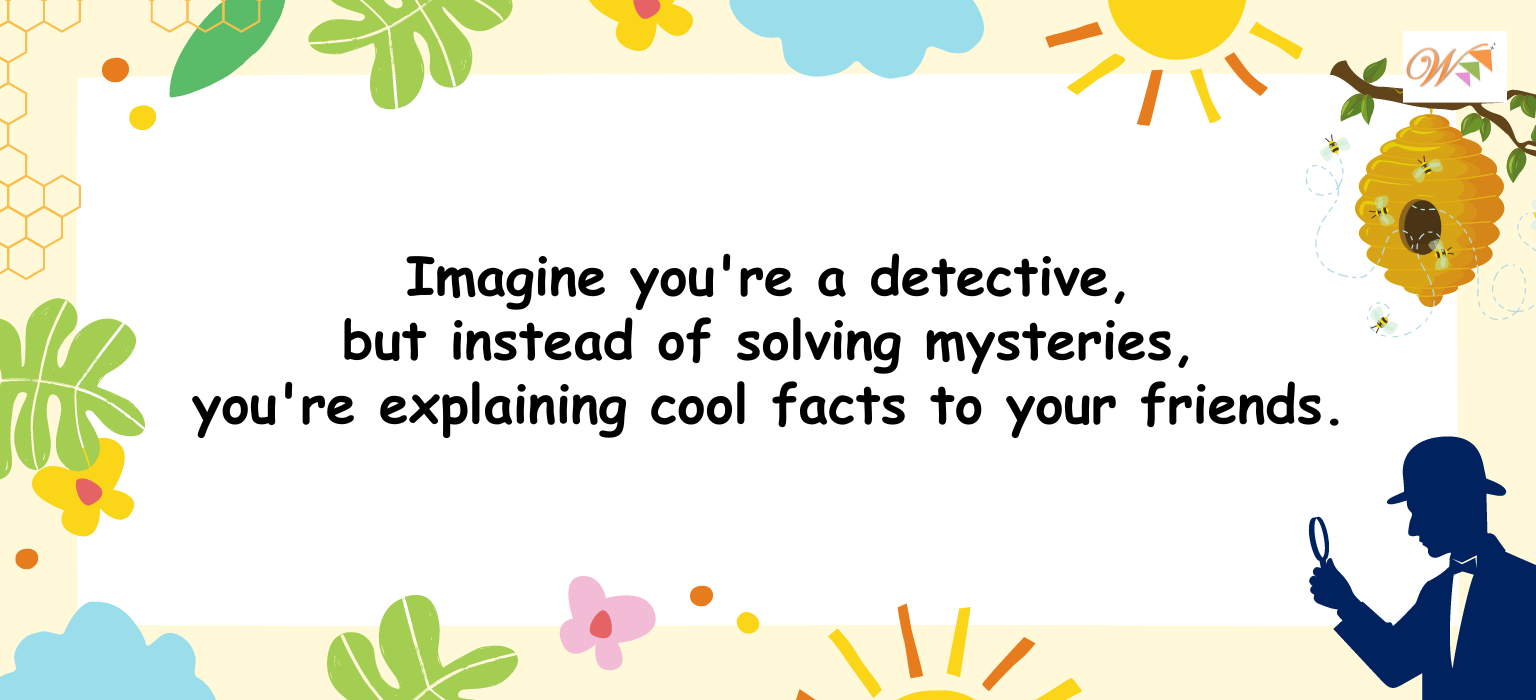 W
Imagine you're a detective,
but instead of solving mysteries,
you're explaining cool facts to your friends.